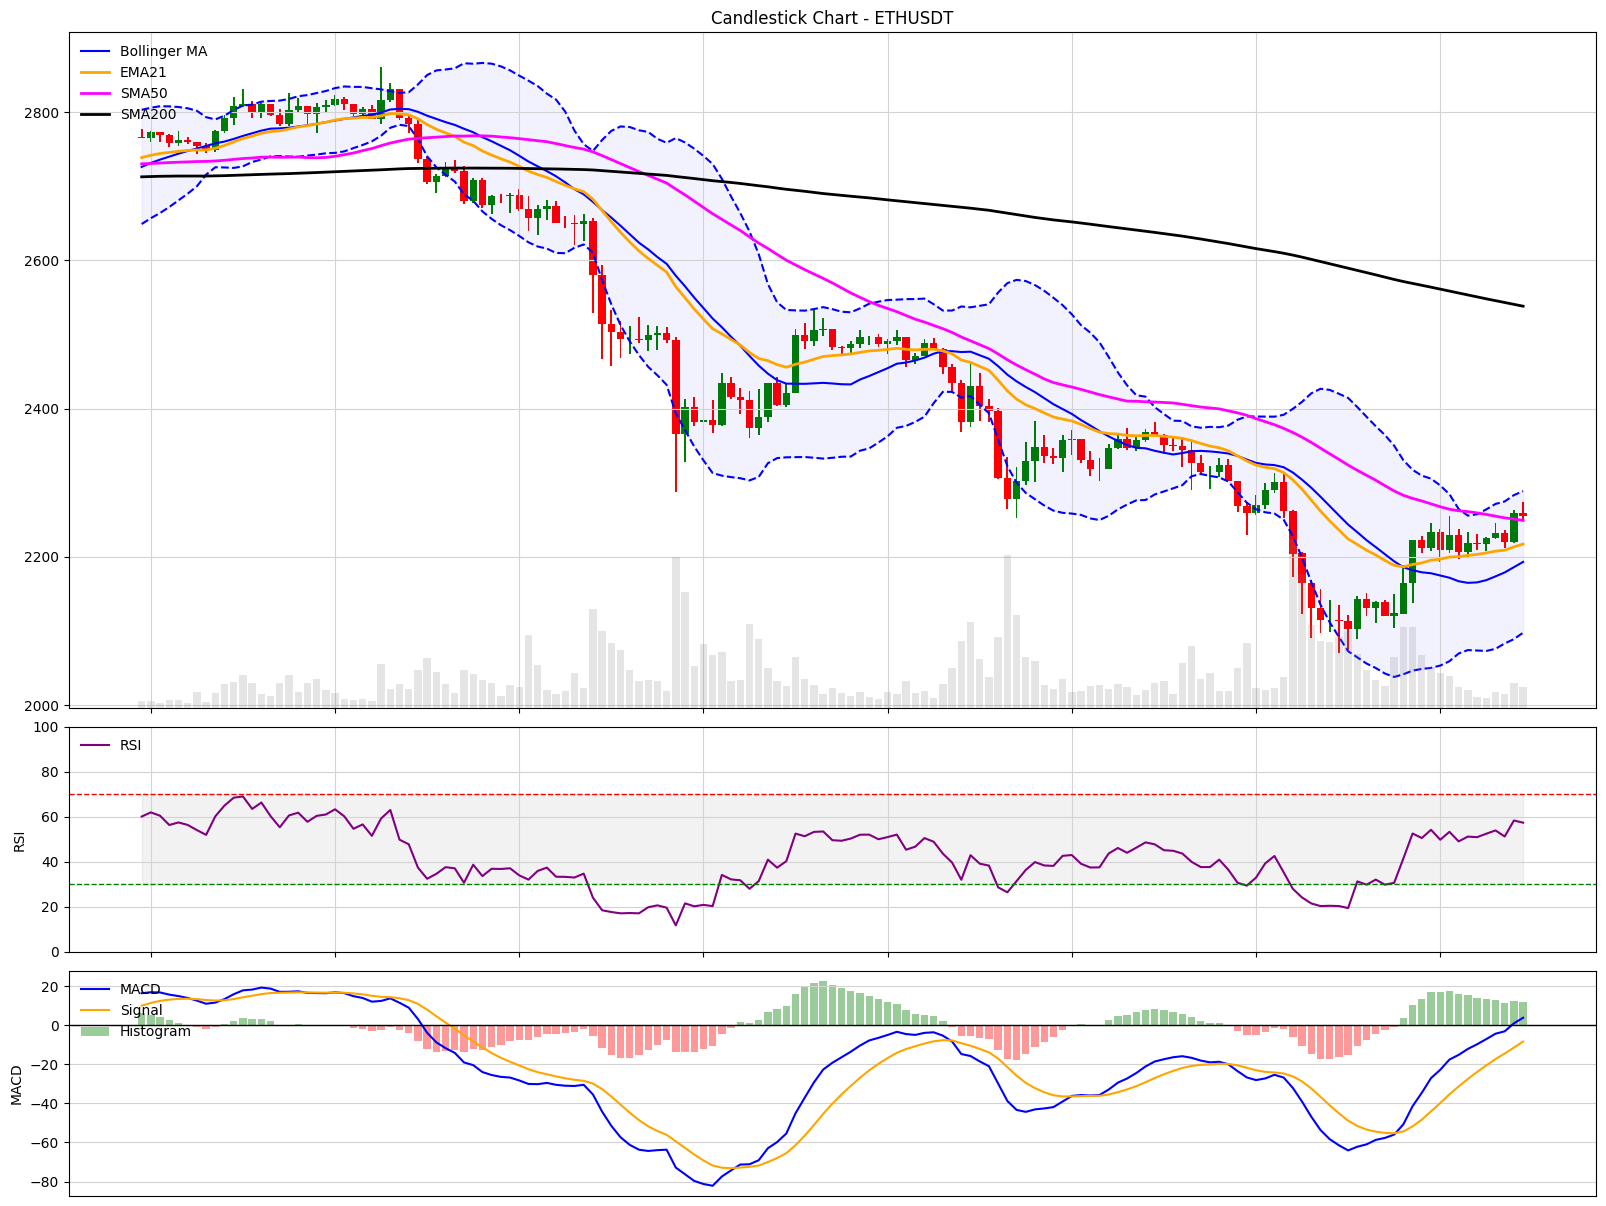 Candlestick Chart - ETHUSDT
Bollinger MA
EMA21
SMA50
SMA200
2800
2600
2400
2200
2000
100
80
60
40
20
0
RSI
RSI
20
0
−20
−40
−60
−80
MACD
MACD
Signal
Histogram